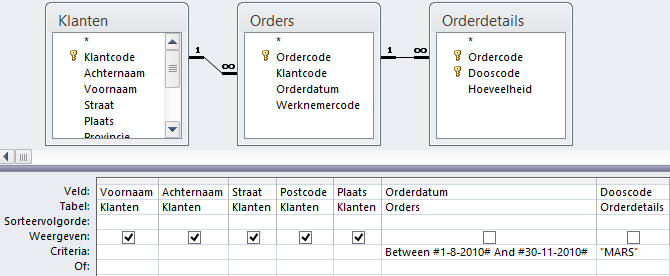 Klanten
*
Klantcode
Achternaam
Voornaam
Straat
Plaats
Provincie
1
∞
Orders
*
Ordercode
Klantcode
Orderdatum
Werknemercode
1
∞
Orderdetails
*
Ordercode
Dooscode
Hoeveelheid
Veld: Voornaam Achternaam Straat Postcode Plaats Orderdatum Dooscode
Tabel: Klanten Klanten Klanten Klanten Klanten Orders Orderdetails
Sorteervolgorde:
Weergeven:
Criteria: Between #1-8-2010# And #30-11-2010# "MARS"
Of: